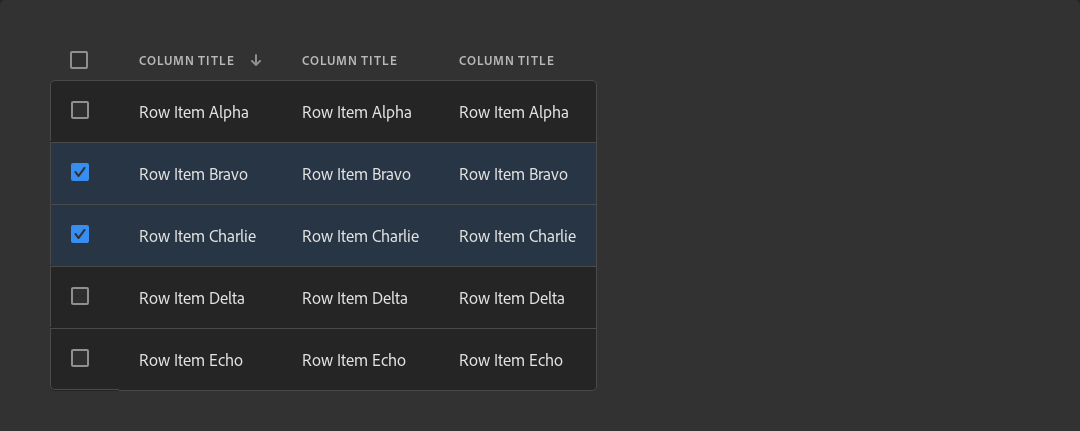 COLUMN TITLE COLUMN TITLE COLUMN TITLE
Row Item Alpha Row Item Alpha Row Item Alpha
Row Item Bravo Row Item Bravo Row Item Bravo
Row Item Charlie Row Item Charlie Row Item Charlie
Row Item Delta Row Item Delta Row Item Delta
Row Item Echo Row Item Echo Row Item Echo